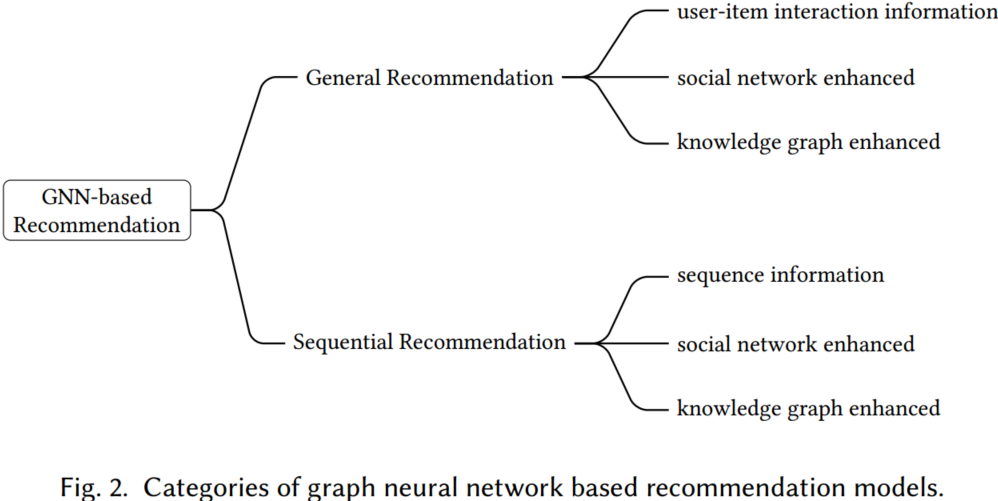 user-item interaction information
General Recommendation
social network enhanced
knowledge graph enhanced
GNN-based
Recommendation
sequence information
Sequential Recommendation
social network enhanced
knowledge graph enhanced
Fig. 2. Categories of graph neural network based recommendation models.